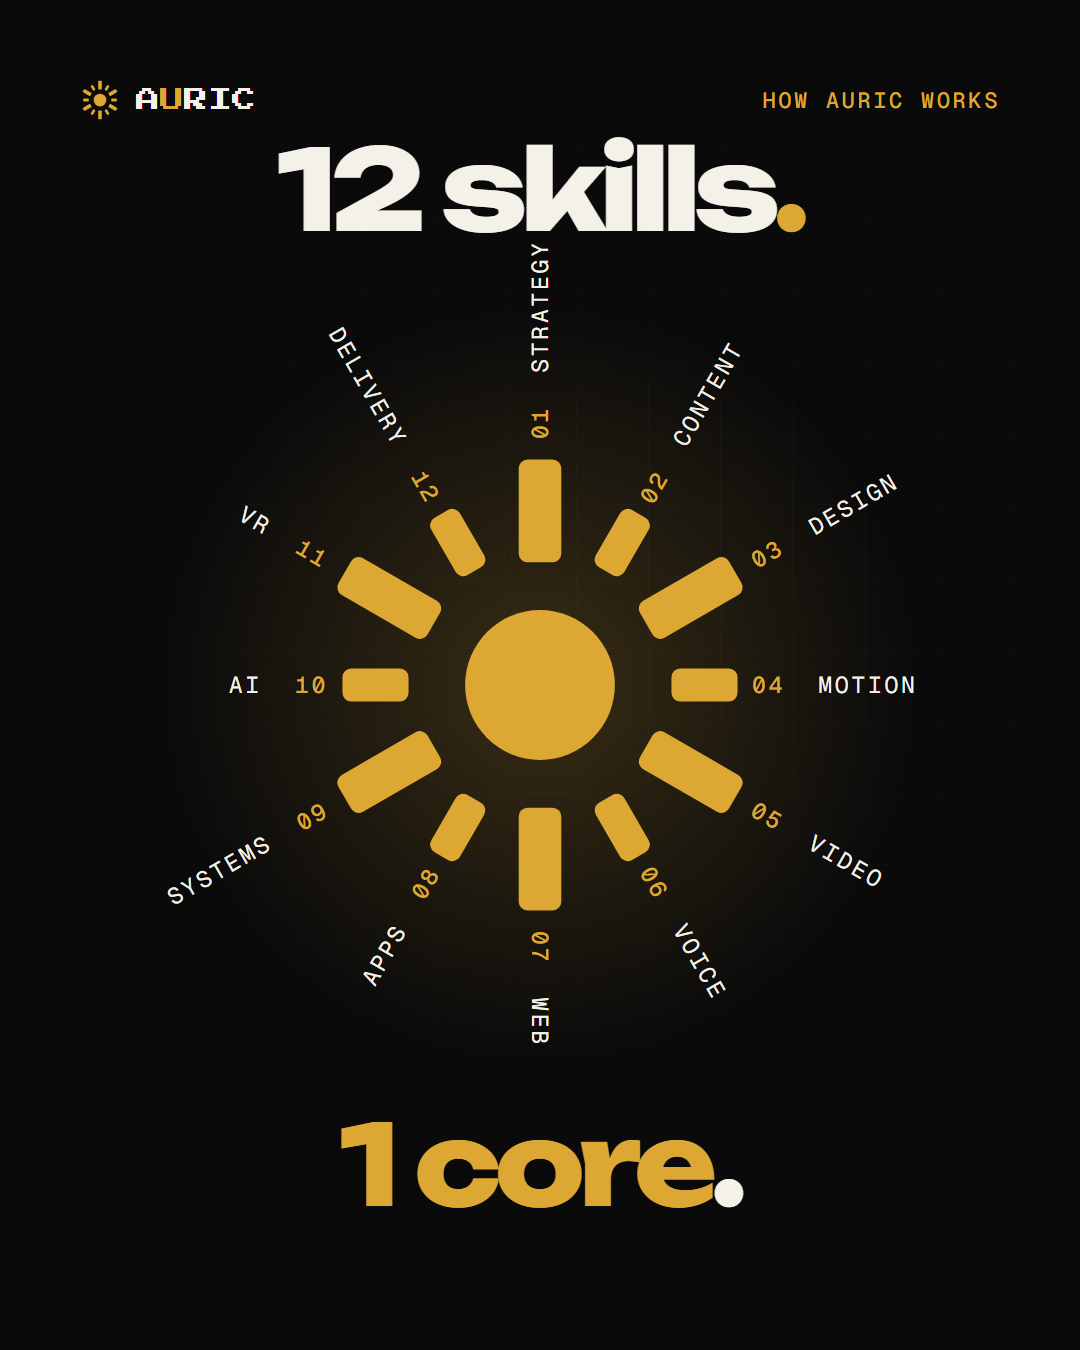 AURIC
HOW AURIC WORKS
12 skills.
01 STRATEGY
02 CONTENT
03 DESIGN
04 MOTION
05 VIDEO
06 VOICE
07 WEB
08 APPS
09 SYSTEMS
10 AI
11 VR
12 DELIVERY
1 core.